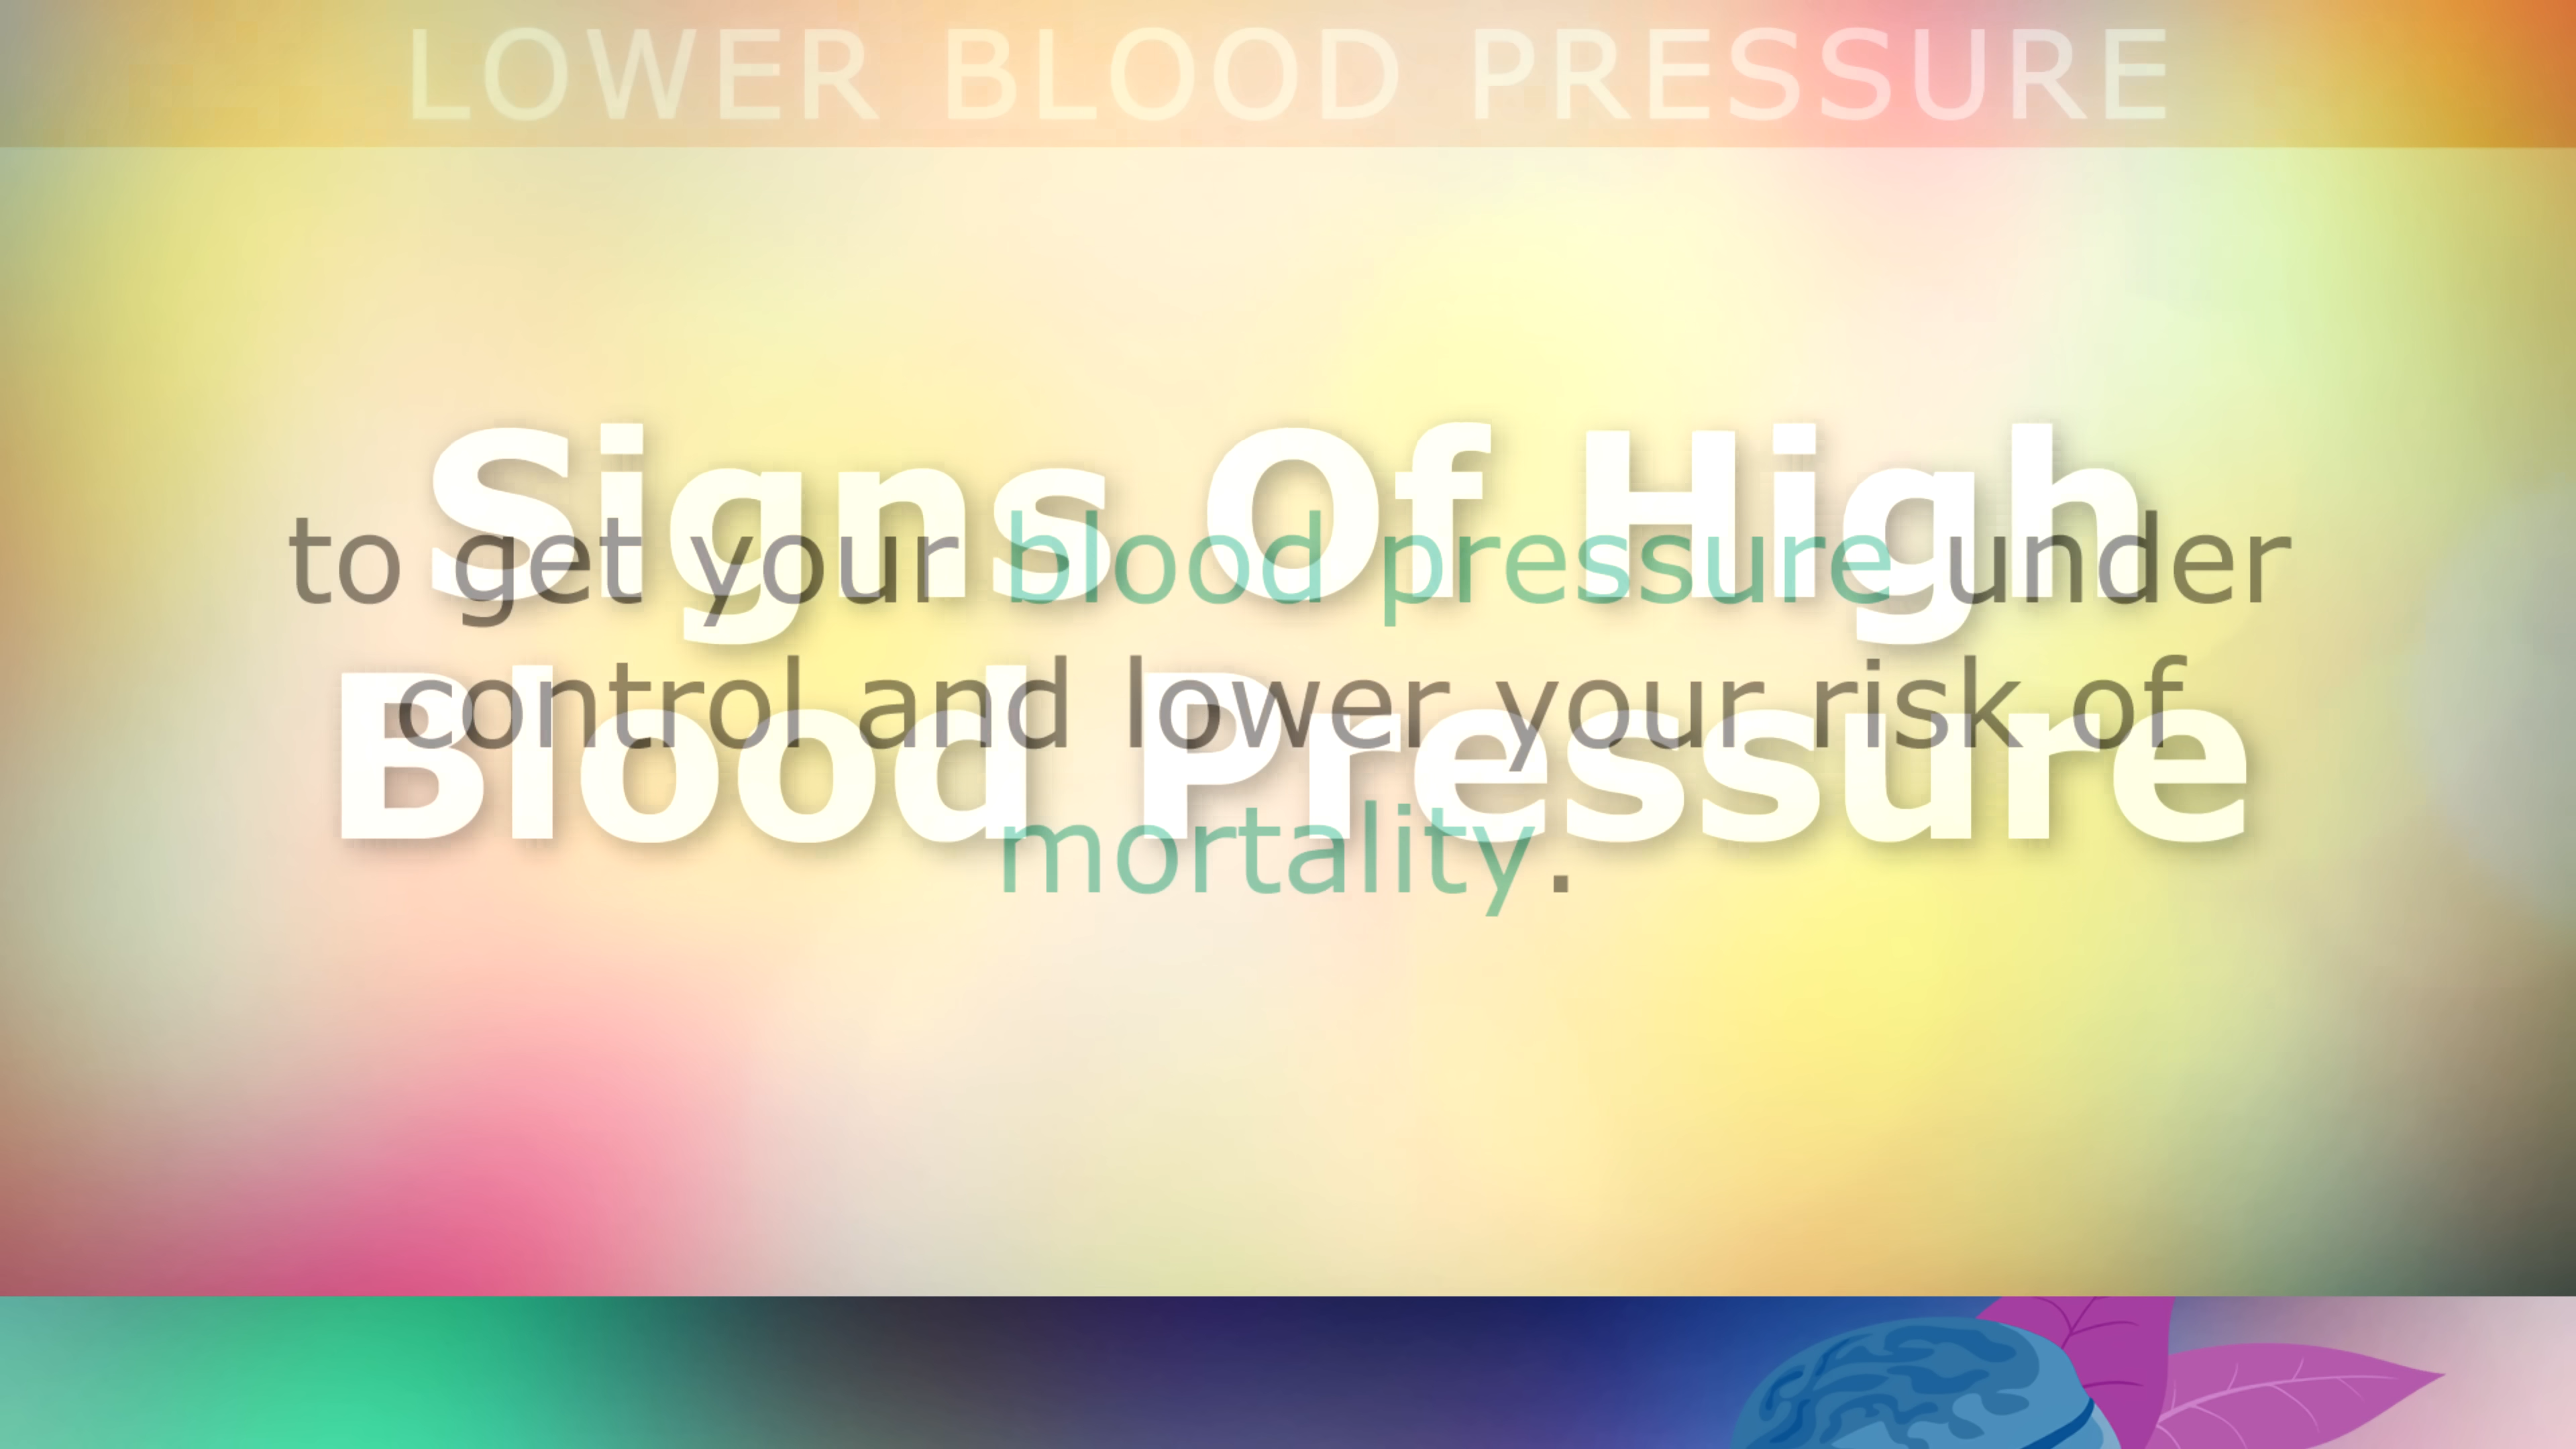 LOWER BLOOD PRESSURE
Signs Of High
Blood Pressure
to get your blood pressure under
control and lower your risk of
mortality.